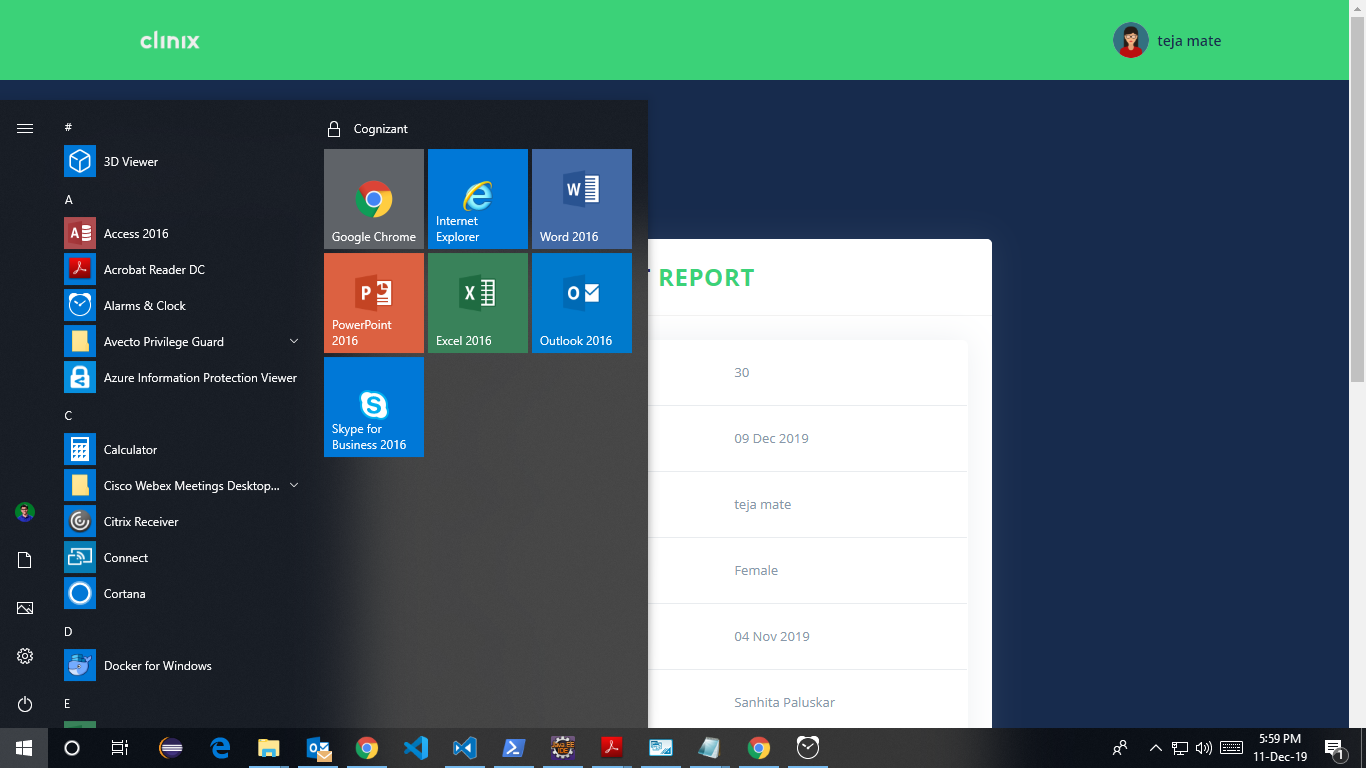 clinix
teja mate
#
3D Viewer
A
Access 2016
Acrobat Reader DC
Alarms & Clock
Avecto Privilege Guard
Azure Information Protection Viewer
C
Calculator
Cisco Webex Meetings Desktop...
Citrix Receiver
Connect
Cortana
D
Docker for Windows
E
Cognizant
Google Chrome
Internet
Explorer
Word 2016
PowerPoint
2016
Excel 2016
Outlook 2016
Skype for
Business 2016
REPORT
30
09 Dec 2019
teja mate
Female
04 Nov 2019
Sanhita Paluskar
5:59 PM
11-Dec-19
1